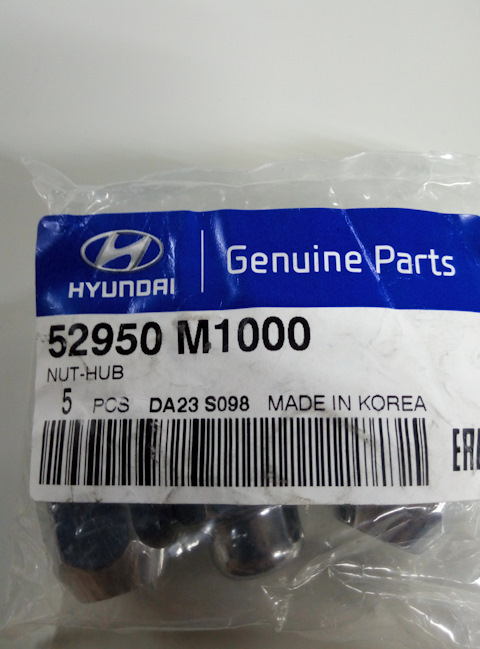 HYUNDAI
Genuine Parts
52950 M1000
NUT-HUB
5 PCS DA23 S098 MADE IN KOREA